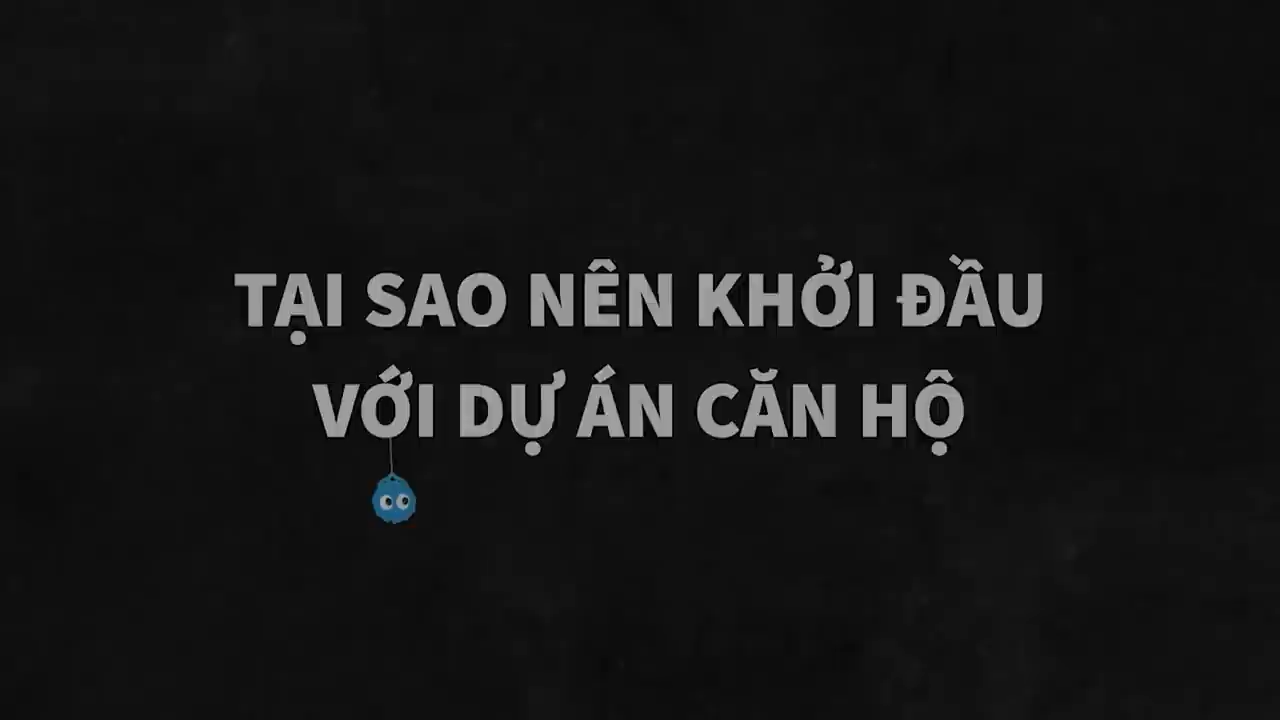 TẠI SAO NÊN KHỞI ĐẦU
VỚI DỰ ÁN CĂN HỘ